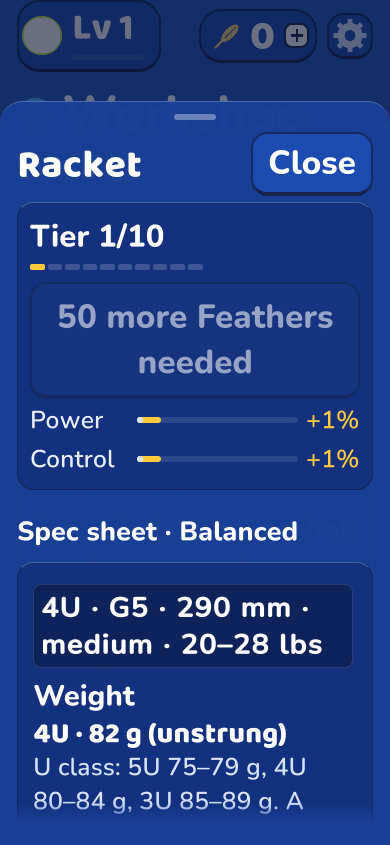 Lv 1
0
Workshop
Racket
Close
Tier 1/10
50 more Feathers
needed
Power
+1%
Control
+1%
Spec sheet · Balanced
4U · G5 · 290 mm ·
medium · 20–28 lbs
Weight
4U · 82 g (unstrung)
U class: 5U 75–79 g, 4U
80–84 g, 3U 85–89 g. A